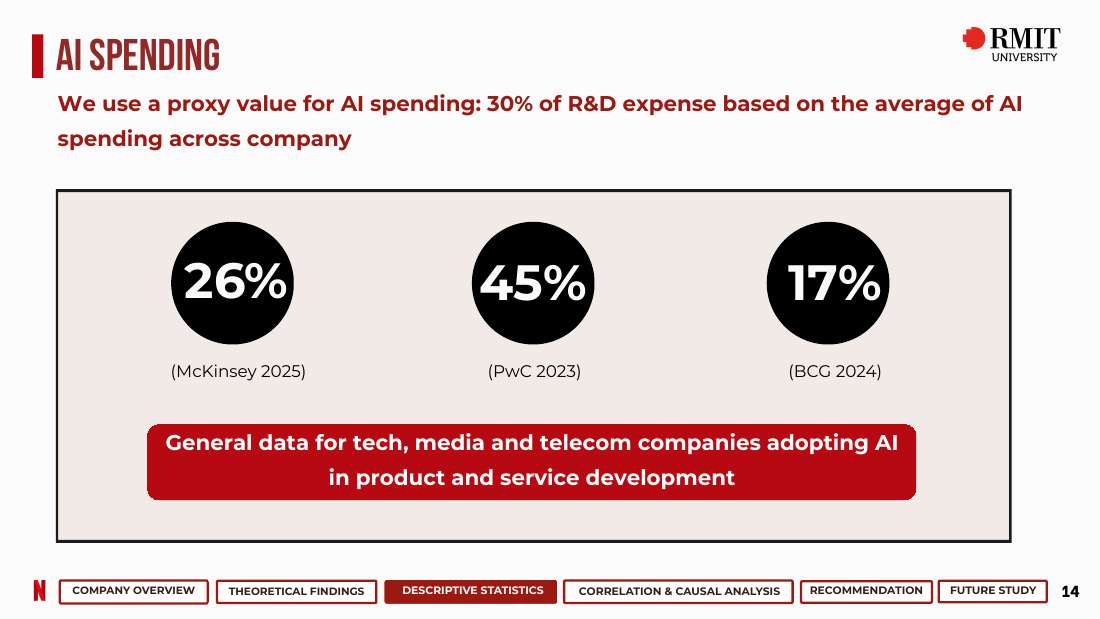 AI SPENDING
RMIT
UNIVERSITY
We use a proxy value for AI spending: 30% of R&D expense based on the average of AI
spending across company
26%
45%
17%
(McKinsey 2025)
(PwC 2023)
(BCG 2024)
General data for tech, media and telecom companies adopting AI
in product and service development
N
COMPANY OVERVIEW
THEORETICAL FINDINGS
DESCRIPTIVE STATISTICS
CORRELATION & CAUSAL ANALYSIS
RECOMMENDATION
FUTURE STUDY
14